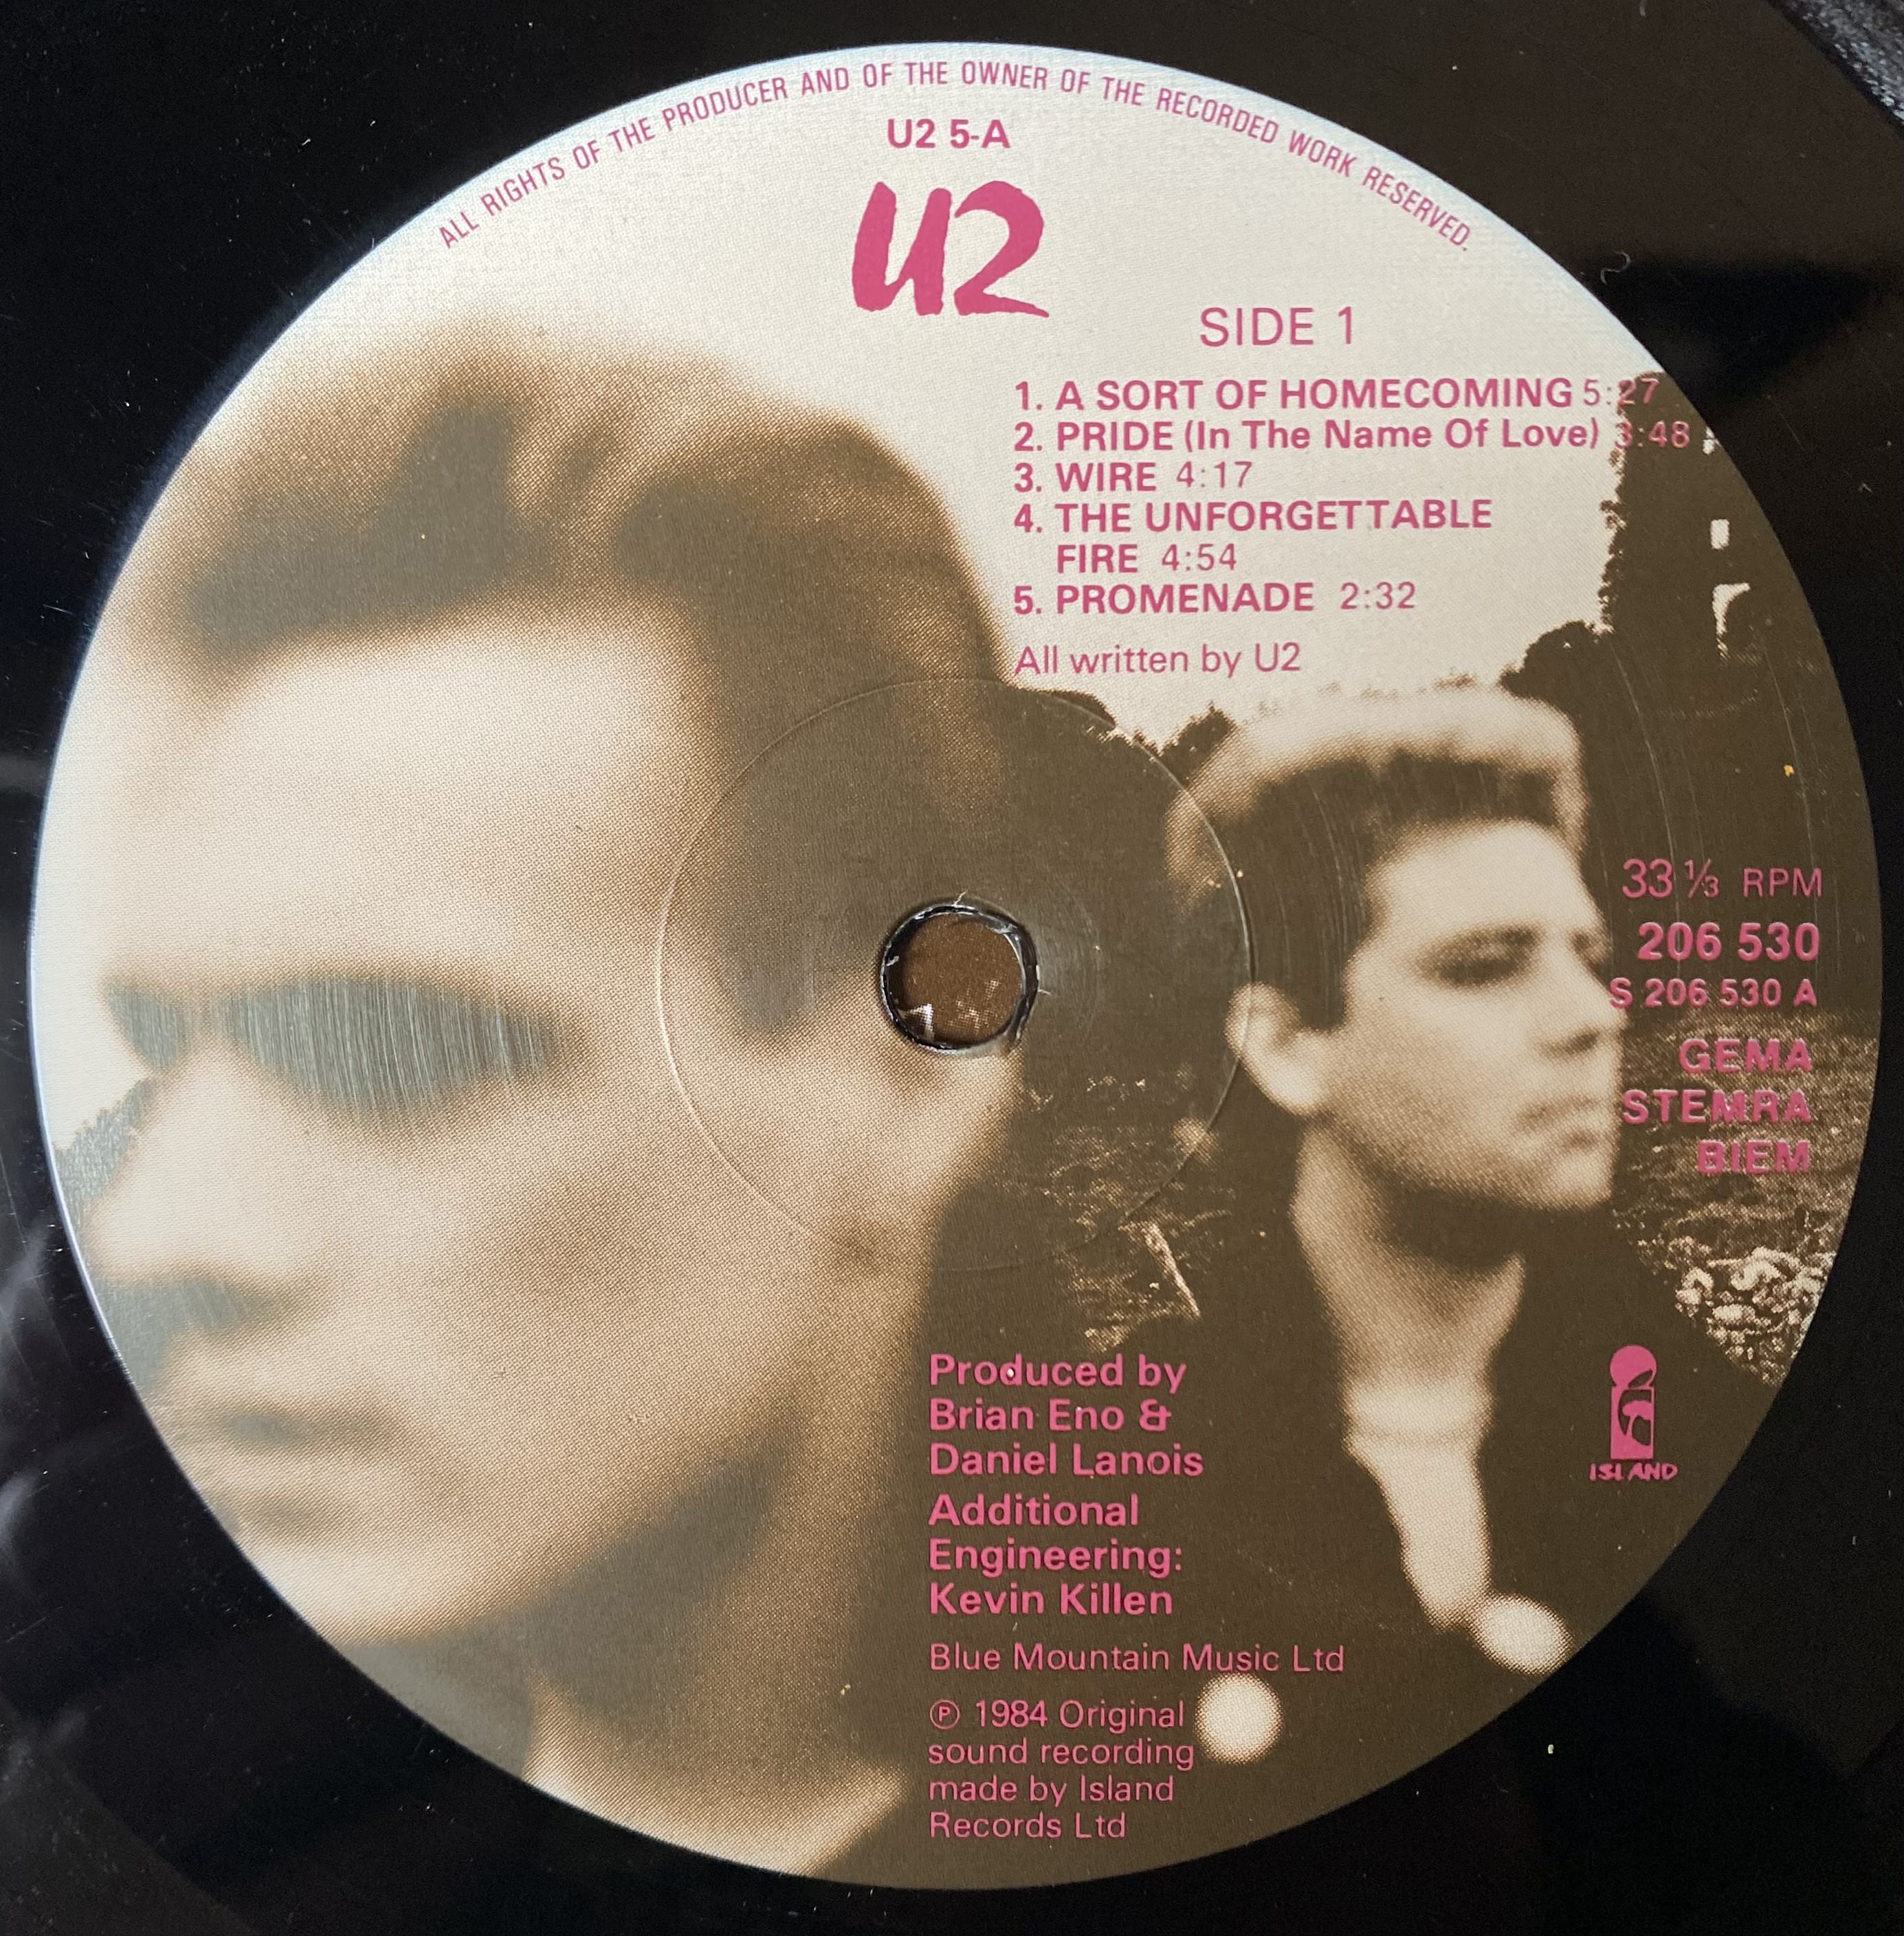 ALL RIGHTS OF THE PRODUCER AND OF THE OWNER OF THE RECORDED WORK RESERVED.
U2 5-A
U2
SIDE 1
1. A SORT OF HOMECOMING 5:27
2. PRIDE (In The Name Of Love) 3:48
3. WIRE 4:17
4. THE UNFORGETTABLE
FIRE 4:54
5. PROMENADE 2:32
All written by U2
33 ⅓ RPM
206 530
S 206 530 A
GEMA
STEMRA
BIEM
Produced by
Brian Eno &
Daniel Lanois
Additional
Engineering:
Kevin Killen
Blue Mountain Music Ltd
℗ 1984 Original
sound recording
made by Island
Records Ltd
ISLAND